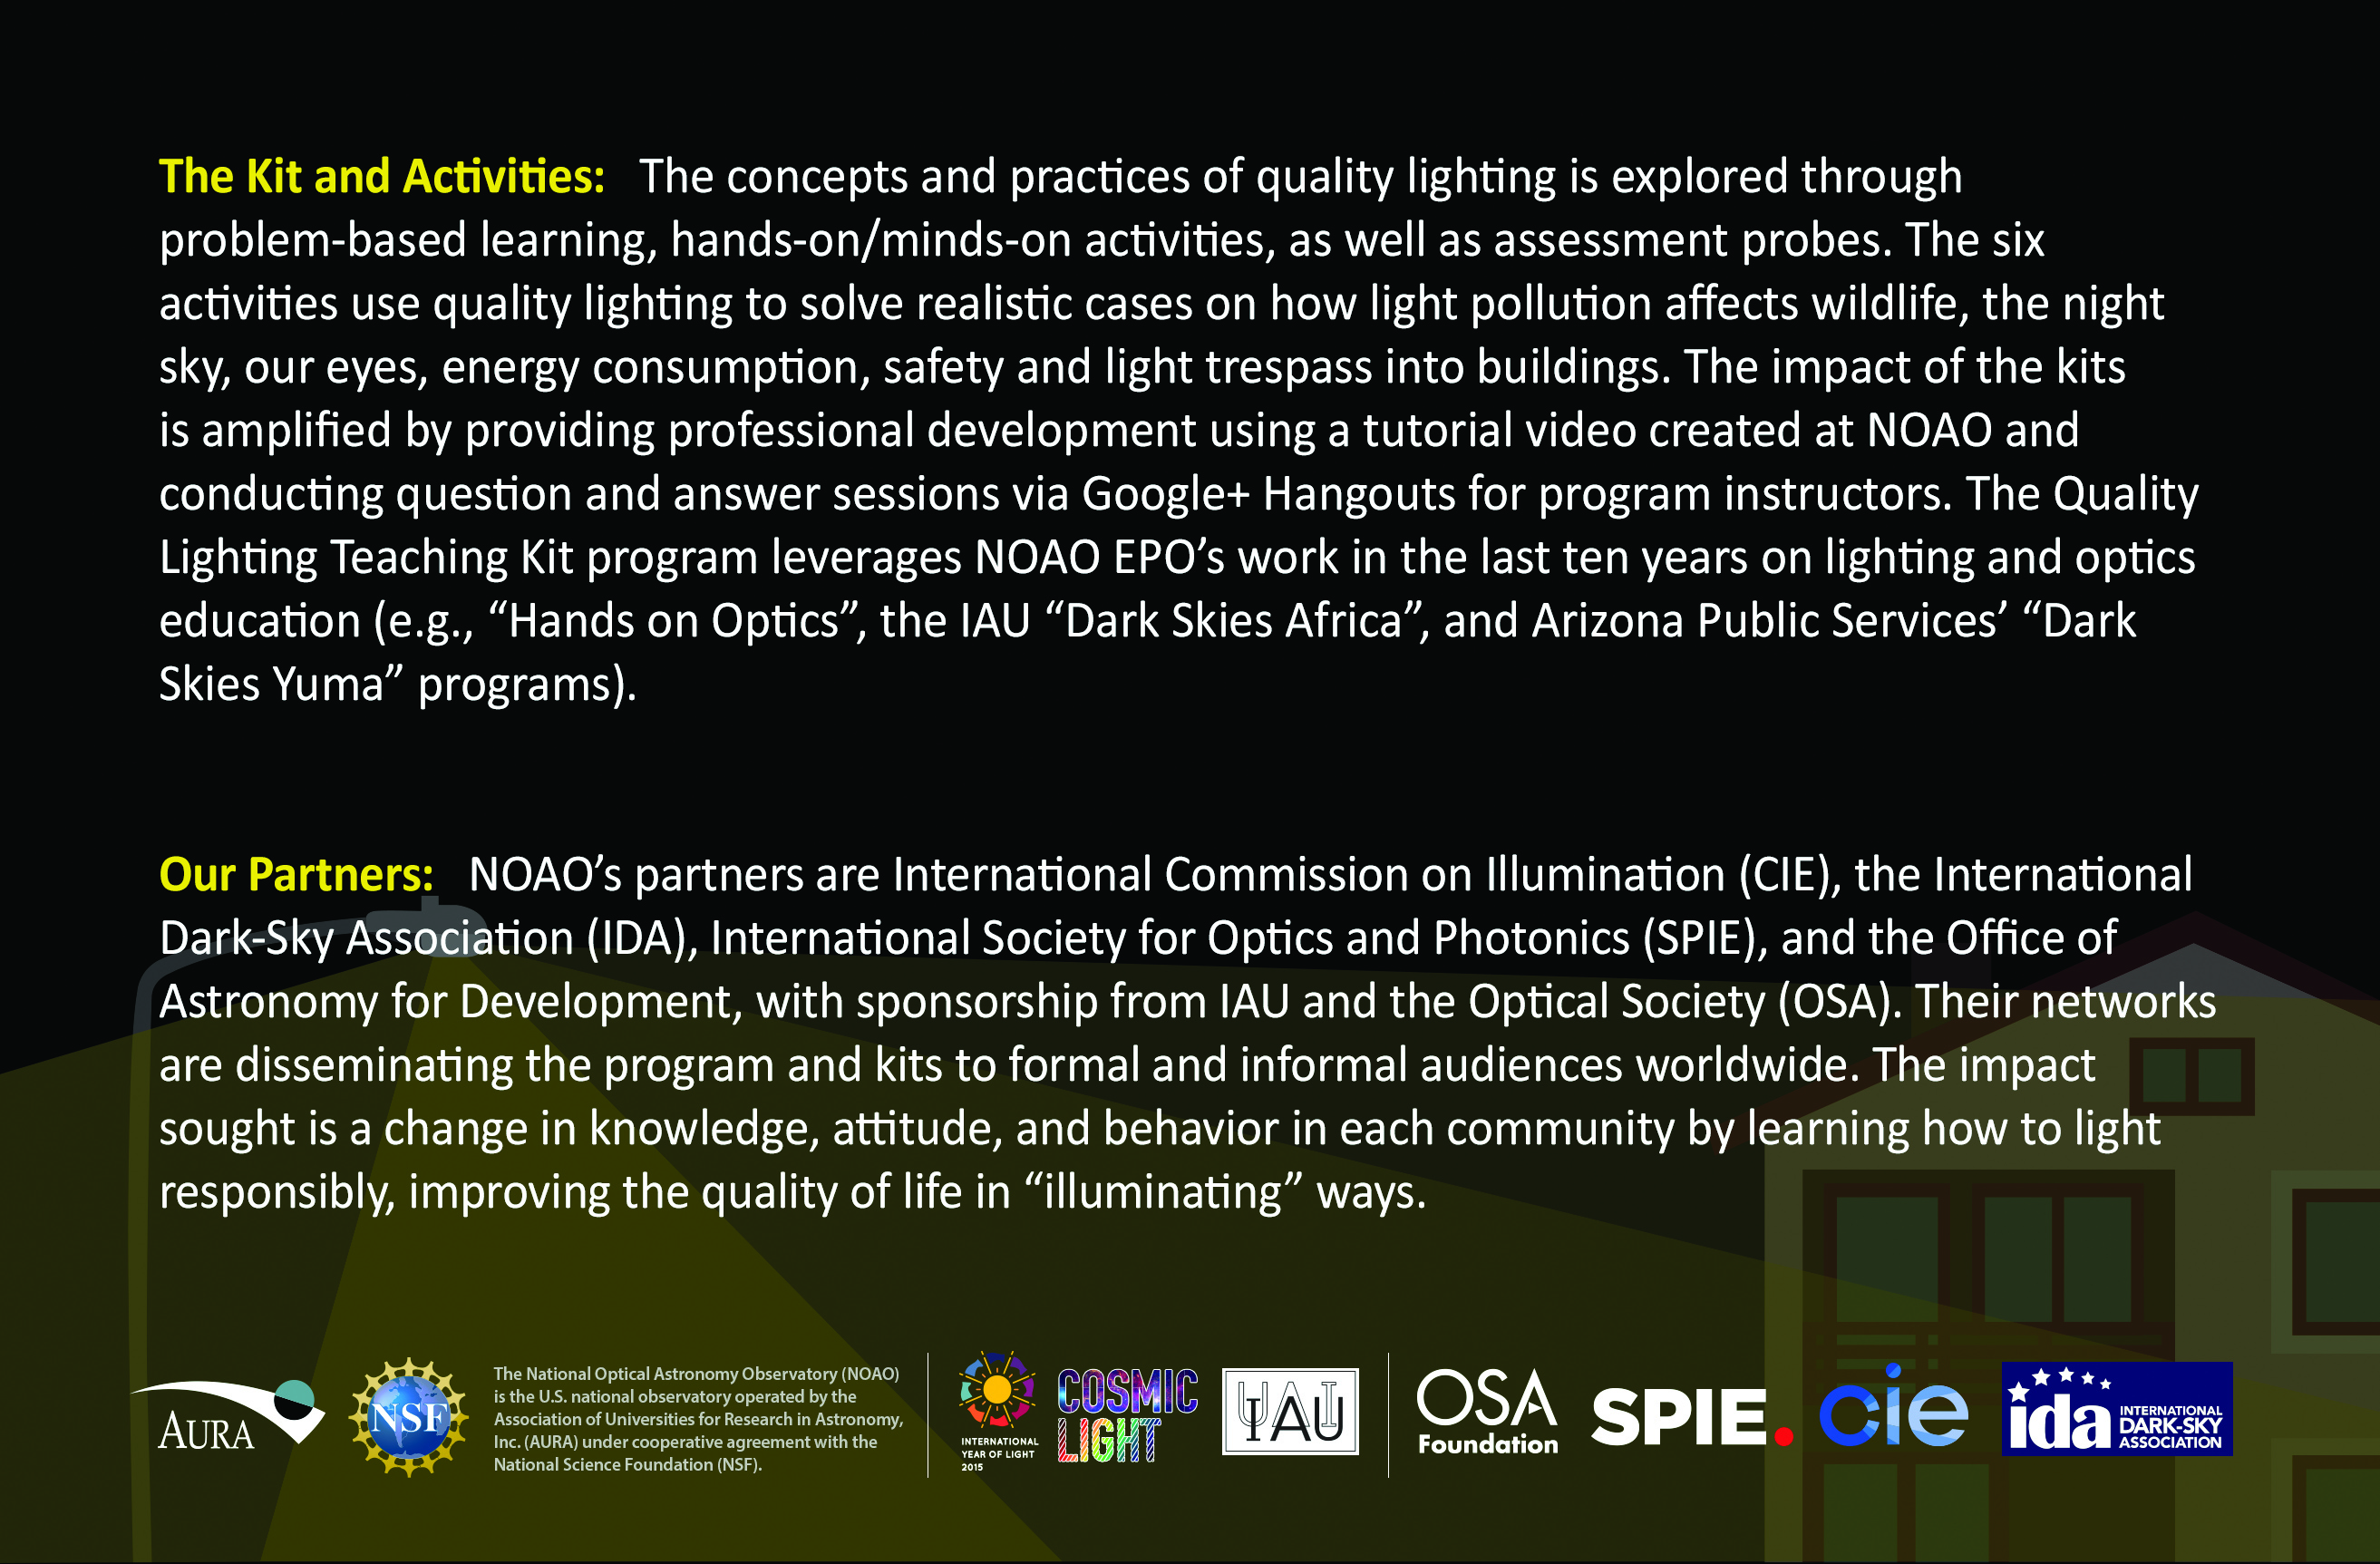 The Kit and Activities: The concepts and practices of quality lighting is explored through
problem-based learning, hands-on/minds-on activities, as well as assessment probes. The six
activities use quality lighting to solve realistic cases on how light pollution affects wildlife, the night
sky, our eyes, energy consumption, safety and light trespass into buildings. The impact of the kits
is amplified by providing professional development using a tutorial video created at NOAO and
conducting question and answer sessions via Google+ Hangouts for program instructors. The Quality
Lighting Teaching Kit program leverages NOAO EPO’s work in the last ten years on lighting and optics
education (e.g., “Hands on Optics”, the IAU “Dark Skies Africa”, and Arizona Public Services’ “Dark
Skies Yuma” programs).
Our Partners: NOAO’s partners are International Commission on Illumination (CIE), the International
Dark-Sky Association (IDA), International Society for Optics and Photonics (SPIE), and the Office of
Astronomy for Development, with sponsorship from IAU and the Optical Society (OSA). Their networks
are disseminating the program and kits to formal and informal audiences worldwide. The impact
sought is a change in knowledge, attitude, and behavior in each community by learning how to light
responsibly, improving the quality of life in “illuminating” ways.
AURA
NSF
The National Optical Astronomy Observatory (NOAO)
is the U.S. national observatory operated by the
Association of Universities for Research in Astronomy,
Inc. (AURA) under cooperative agreement with the
National Science Foundation (NSF).
INTERNATIONAL
YEAR OF LIGHT
2015
COSMIC
LIGHT
UAI
IAU
OSA
Foundation
SPIE.
cie
ida
INTERNATIONAL
DARK-SKY
ASSOCIATION